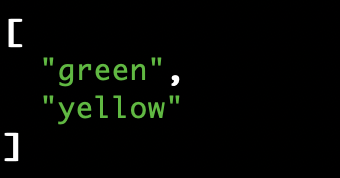 [
  "green",
  "yellow"
]